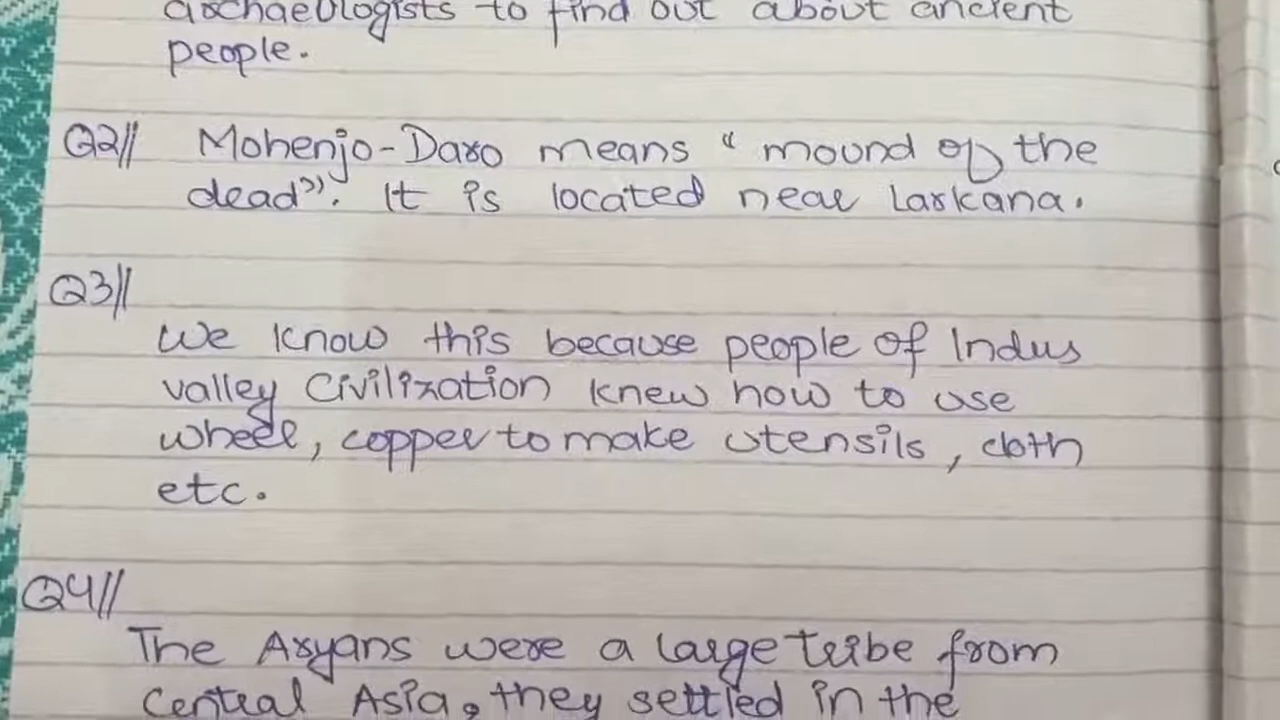 archaeologists to find out about ancient
people.
Q2// Mohenjo-Daro means "mound of the
dead". It is located near Larkana.
Q3//
We know this because people of Indus
valley Civilization knew how to use
wheel, copper to make utensils, cloth
etc.
Q4//
The Aryans were a large tribe from
Central Asia, they settled in the